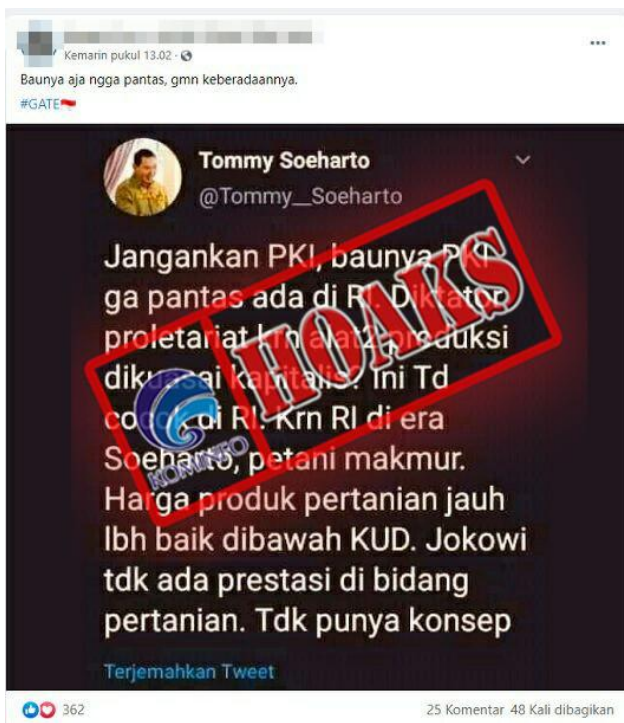 Kemarin pukul 13.02 ·
Baunya aja ngga pantas, gmn keberadaannya.
#GATE
Tommy Soeharto
@Tommy__Soeharto
Jangankan PKI, baunya PKI
ga pantas ada di RI. Diktator
proletariat krn alat2 produksi
dikuasai kapitalis? Ini Td
cocok di RI. Krn RI di era
Soeharto, petani makmur.
Harga produk pertanian jauh
lbh baik dibawah KUD. Jokowi
tdk ada prestasi di bidang
pertanian. Tdk punya konsep
HOAKS
KOMINFO
Terjemahkan Tweet
362
25 Komentar 48 Kali dibagikan